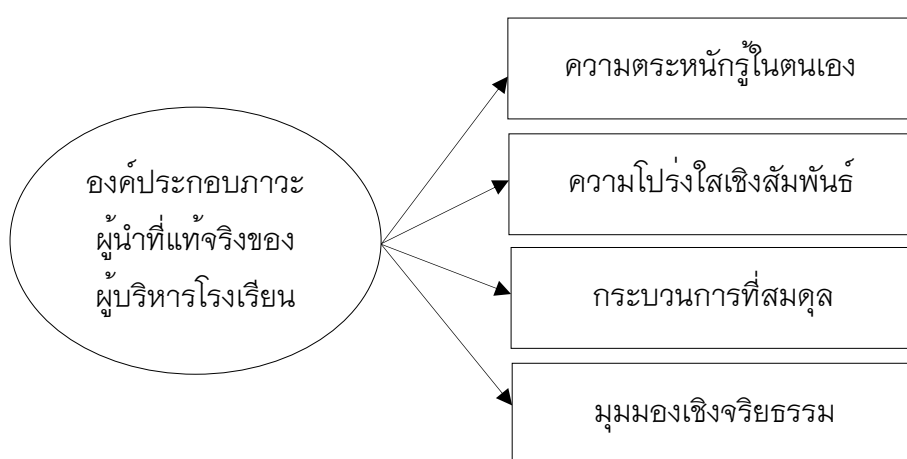 องค์ประกอบภาวะ
ผู้นำที่แท้จริงของ
ผู้บริหารโรงเรียน
ความตระหนักรู้ในตนเอง
ความโปร่งใสเชิงสัมพันธ์
กระบวนการที่สมดุล
มุมมองเชิงจริยธรรม